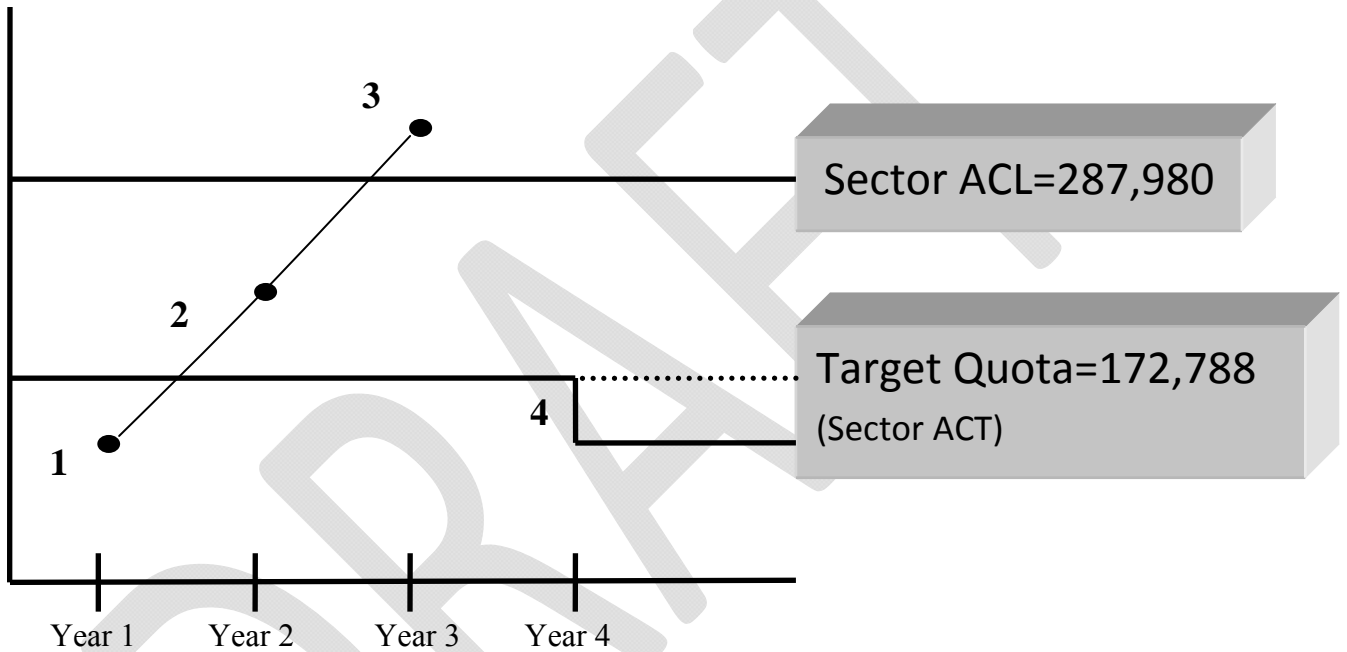 3
Sector ACL=287,980
2
Target Quota=172,788
(Sector ACT)
4
1
Year 1 Year 2 Year 3 Year 4
DRAFT